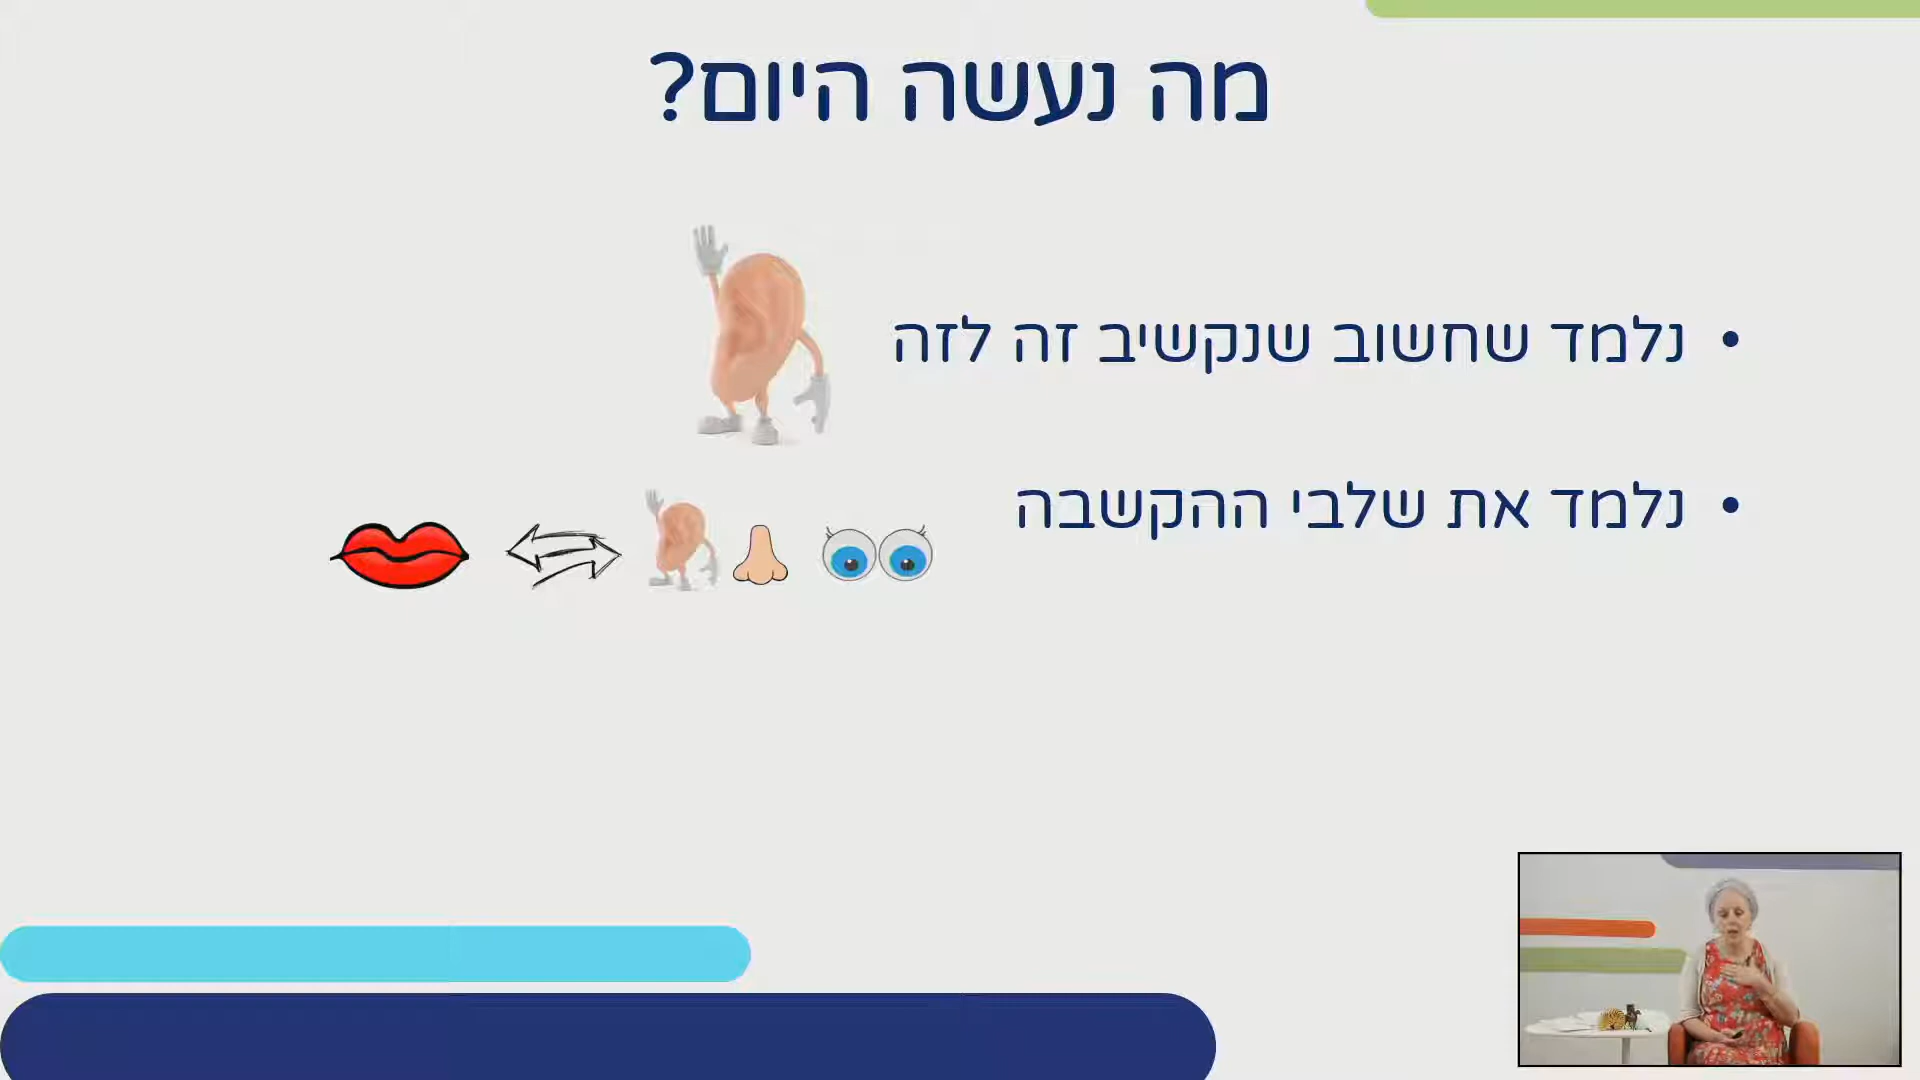 מה נעשה היום?
• נלמד שחשוב שנקשיב זה לזה
• נלמד את שלבי ההקשבה